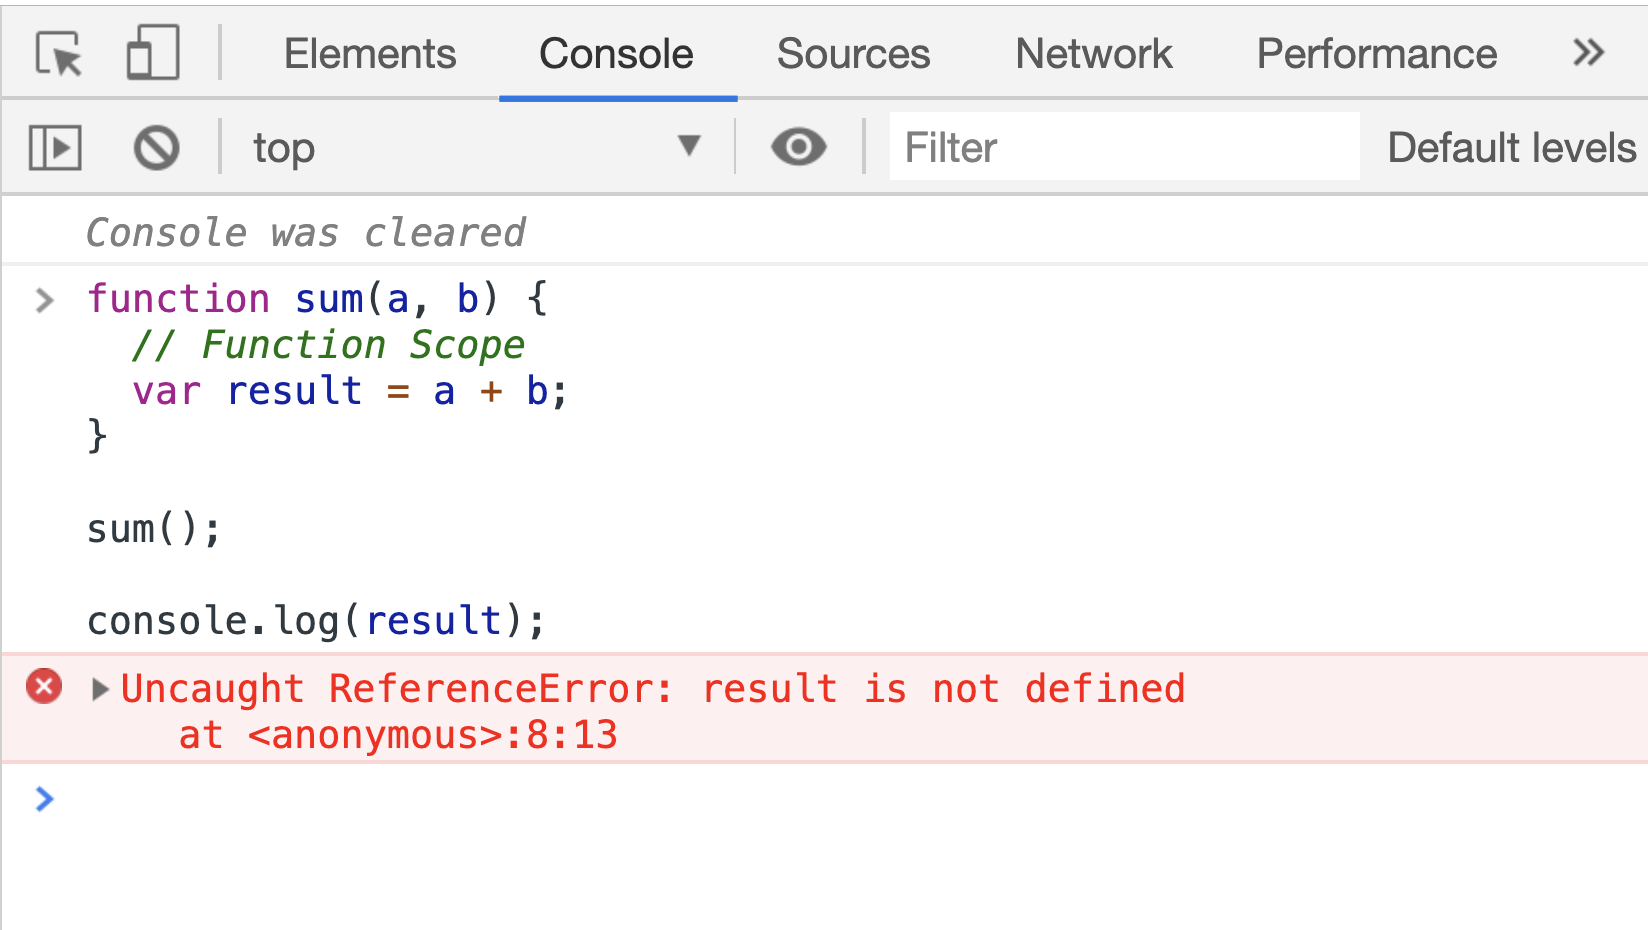 Elements Console Sources Network Performance »
top Filter Default levels
Console was cleared
function sum(a, b) {
  // Function Scope
  var result = a + b;
}
sum();
console.log(result);
Uncaught ReferenceError: result is not defined
    at <anonymous>:8:13